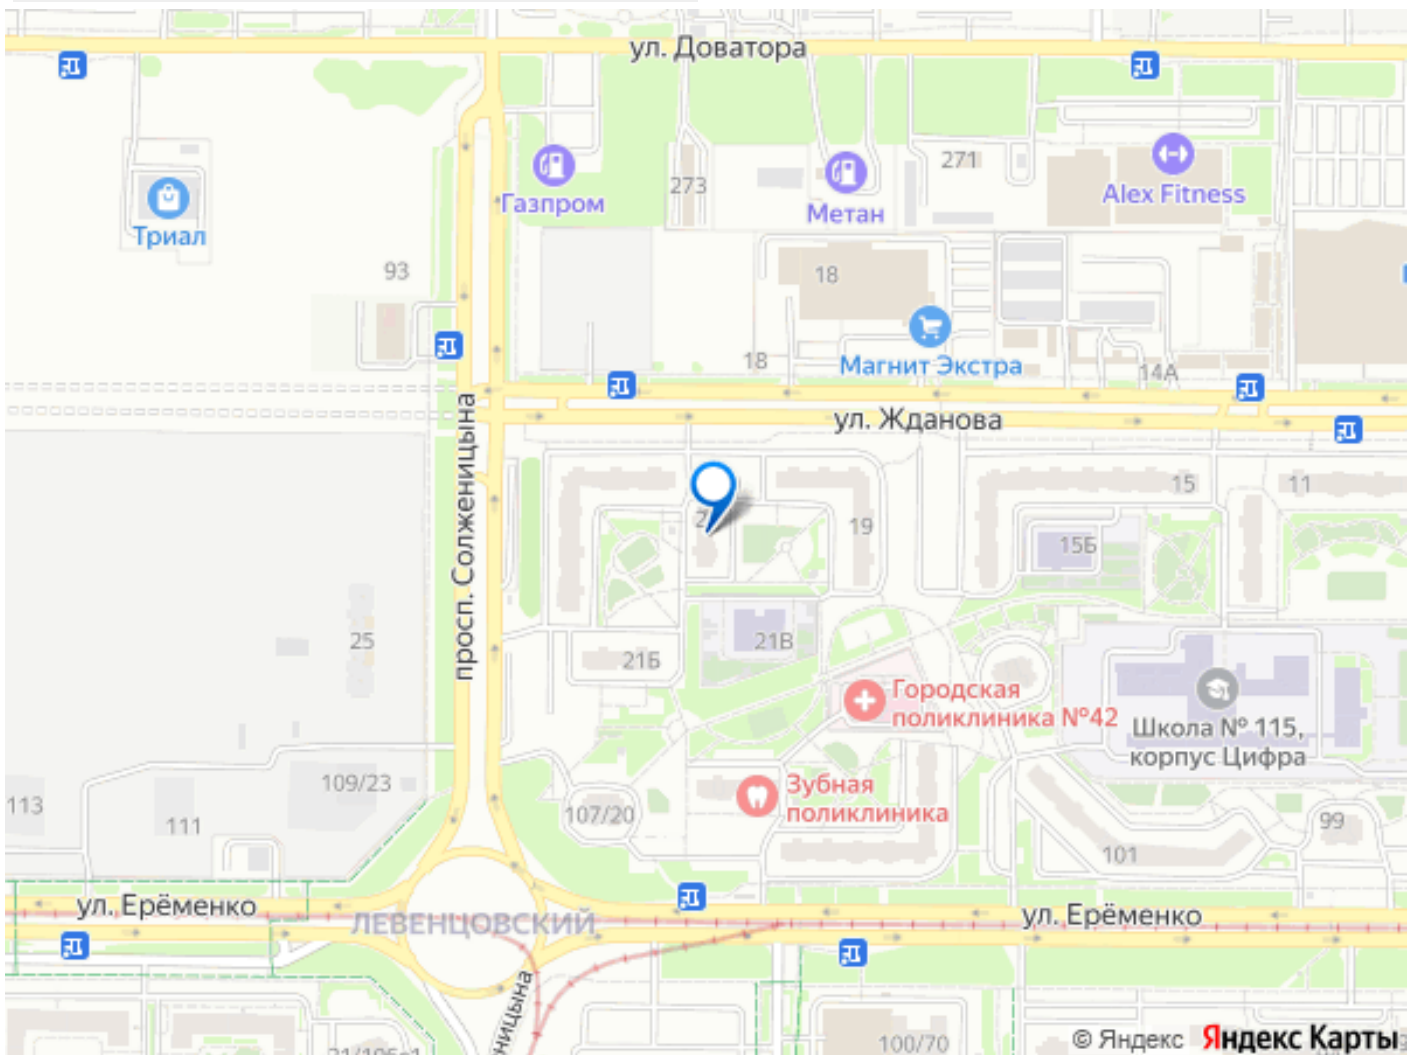 ул. Доватора
271
Alex Fitness
273
Газпром
Метан
Триал
93
18
18
Магнит Экстра
14А
ул. Жданова
просп. Солженицына
15
11
19
15Б
25
21Б
21В
Городская
поликлиника №42
Школа № 115,
корпус Цифра
109/23
Зубная
поликлиника
113
111
107/20
99
101
ул. Ерёменко
ЛЕВЕНЦОВСКИЙ
ул. Ерёменко
ницына
100/70
© Яндекс Яндекс Карты